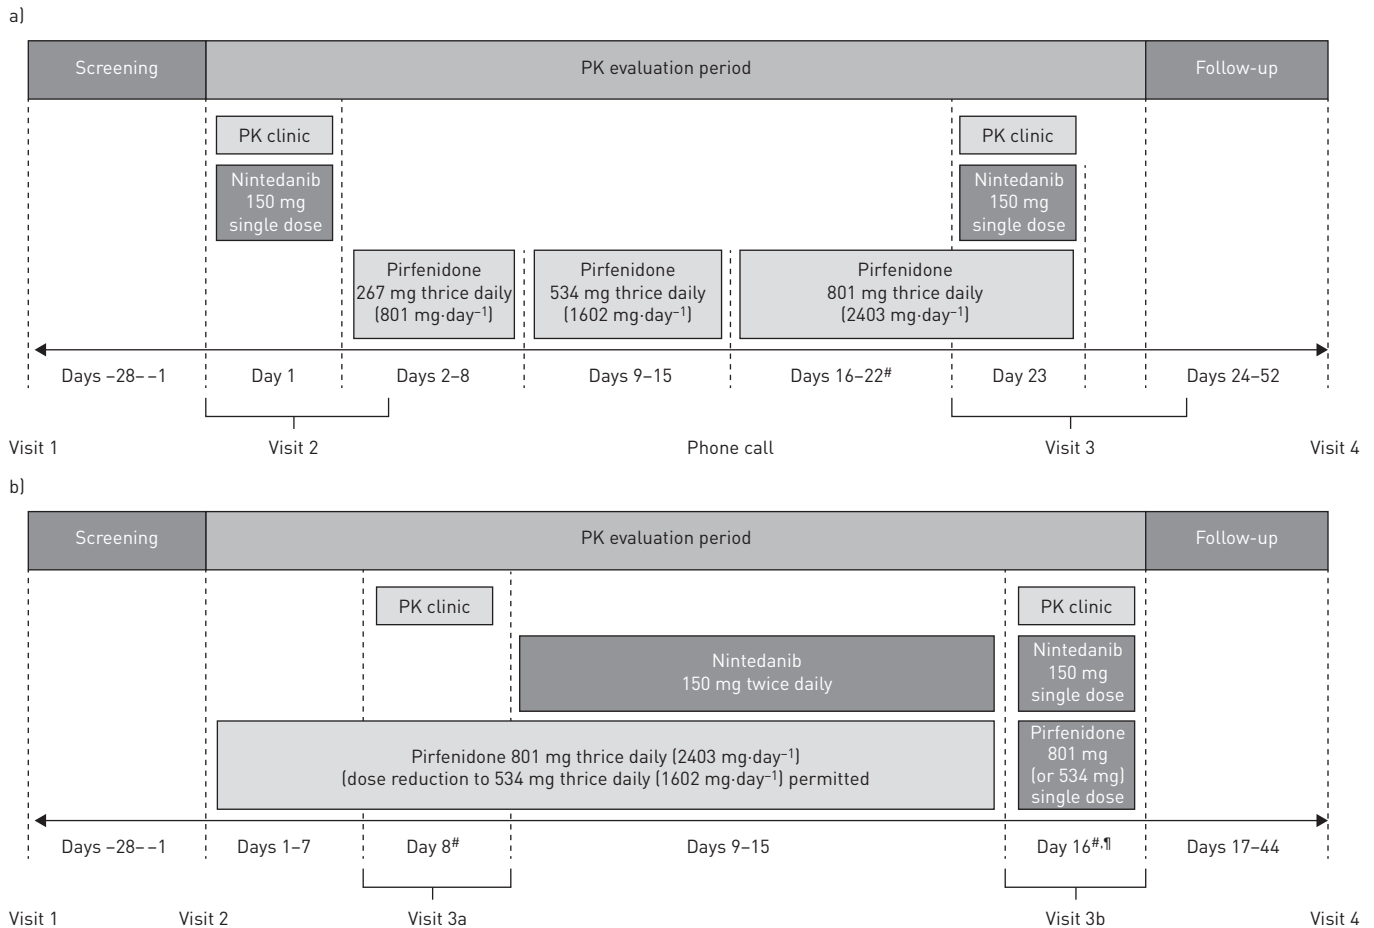 a)
Screening
PK evaluation period
Follow-up
PK clinic
PK clinic
Nintedanib
150 mg
single dose
Nintedanib
150 mg
single dose
Pirfenidone
267 mg thrice daily
(801 mg·day⁻¹)
Pirfenidone
534 mg thrice daily
(1602 mg·day⁻¹)
Pirfenidone
801 mg thrice daily
(2403 mg·day⁻¹)
Days –28– –1
Day 1
Days 2–8
Days 9–15
Days 16–22#
Day 23
Days 24–52
Visit 1
Visit 2
Phone call
Visit 3
Visit 4
b)
Screening
PK evaluation period
Follow-up
PK clinic
PK clinic
Nintedanib
150 mg twice daily
Nintedanib
150 mg
single dose
Pirfenidone 801 mg thrice daily (2403 mg·day⁻¹)
(dose reduction to 534 mg thrice daily (1602 mg·day⁻¹) permitted
Pirfenidone
801 mg
(or 534 mg)
single dose
Days –28– –1
Days 1–7
Day 8#
Days 9–15
Day 16#,¶
Days 17–44
Visit 1
Visit 2
Visit 3a
Visit 3b
Visit 4